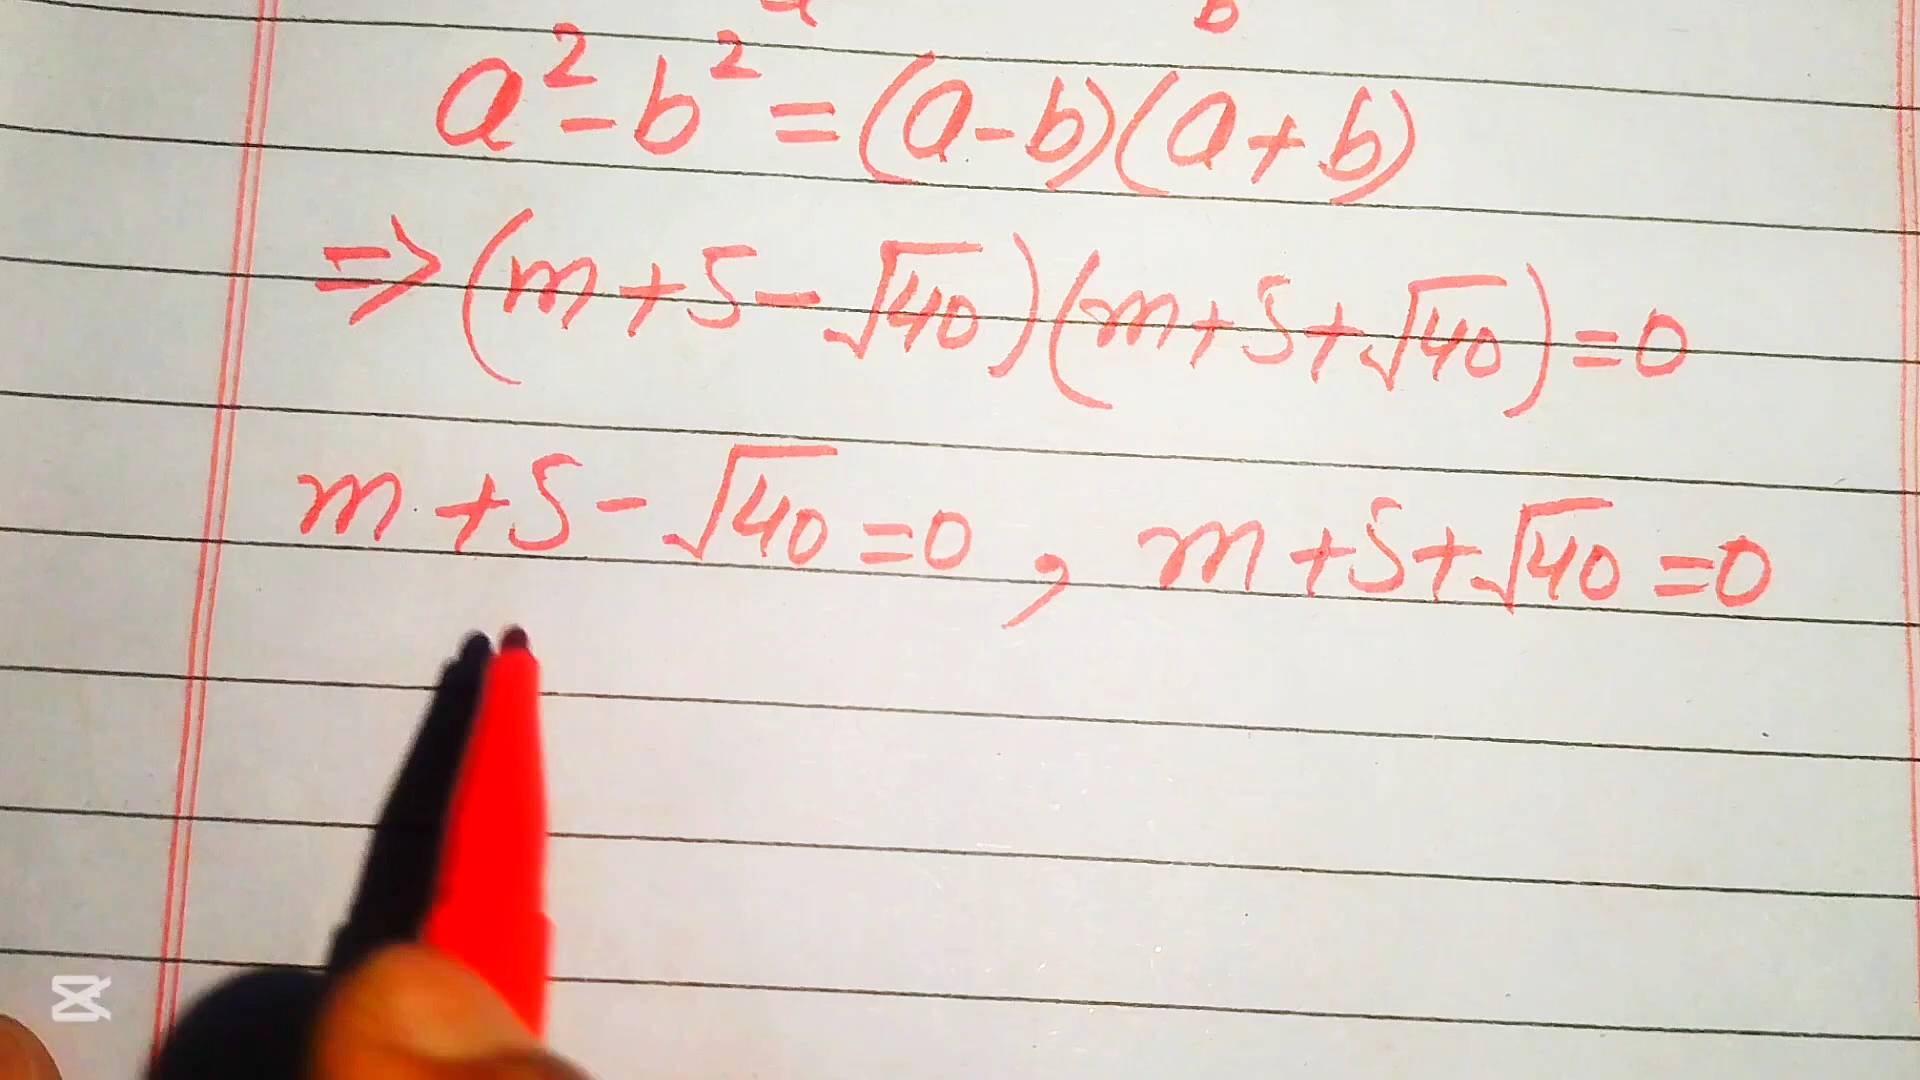 a b
a² - b² = (a - b)(a + b)
⇒ (m + 5 - √40)(m + 5 + √40) = 0
m + 5 - √40 = 0 , m + 5 + √40 = 0